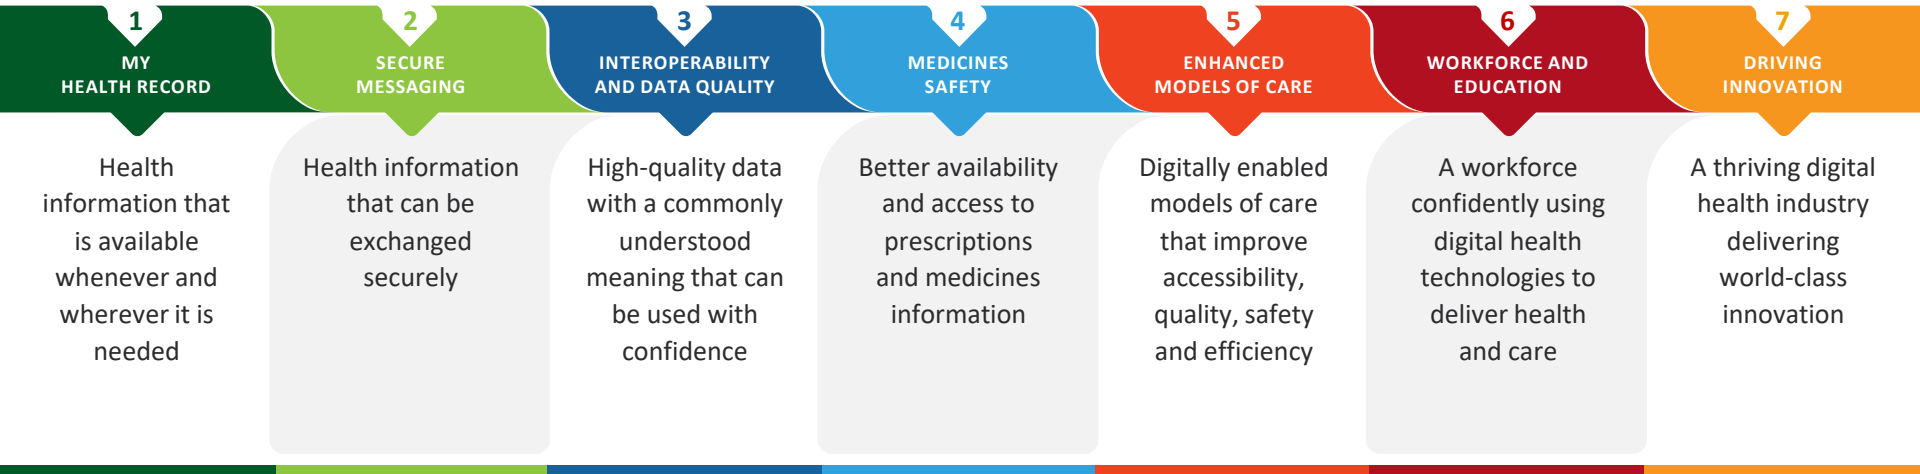 1
MY
HEALTH RECORD
Health
information that
is available
whenever and
wherever it is
needed
2
SECURE
MESSAGING
Health information
that can be
exchanged
securely
3
INTEROPERABILITY
AND DATA QUALITY
High-quality data
with a commonly
understood
meaning that can
be used with
confidence
4
MEDICINES
SAFETY
Better availability
and access to
prescriptions
and medicines
information
5
ENHANCED
MODELS OF CARE
Digitally enabled
models of care
that improve
accessibility,
quality, safety
and efficiency
6
WORKFORCE AND
EDUCATION
A workforce
confidently using
digital health
technologies to
deliver health
and care
7
DRIVING
INNOVATION
A thriving digital
health industry
delivering
world-class
innovation